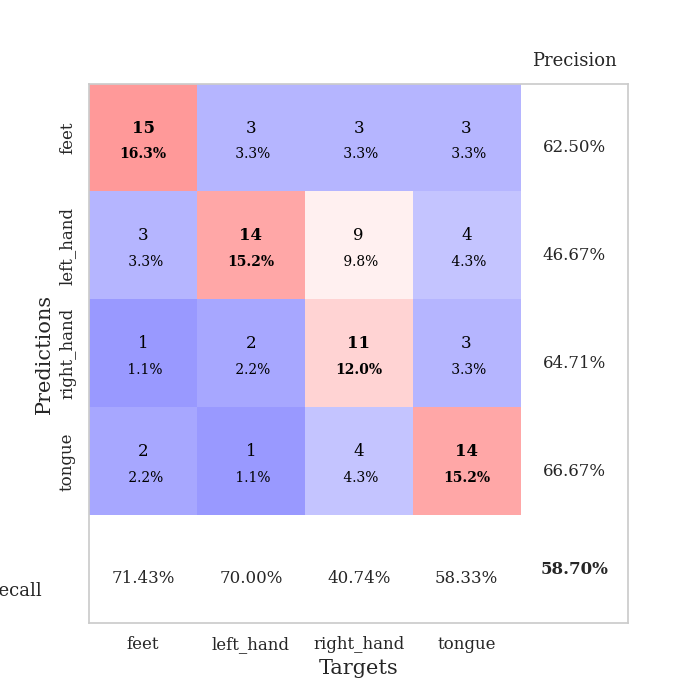 Precision
feet 15 3 3 3 62.50%
16.3% 3.3% 3.3% 3.3%
left_hand 3 14 9 4 46.67%
3.3% 15.2% 9.8% 4.3%
Predictions
right_hand 1 2 11 3 64.71%
1.1% 2.2% 12.0% 3.3%
tongue 2 1 4 14 66.67%
2.2% 1.1% 4.3% 15.2%
ecall 71.43% 70.00% 40.74% 58.33% 58.70%
feet left_hand right_hand tongue
Targets